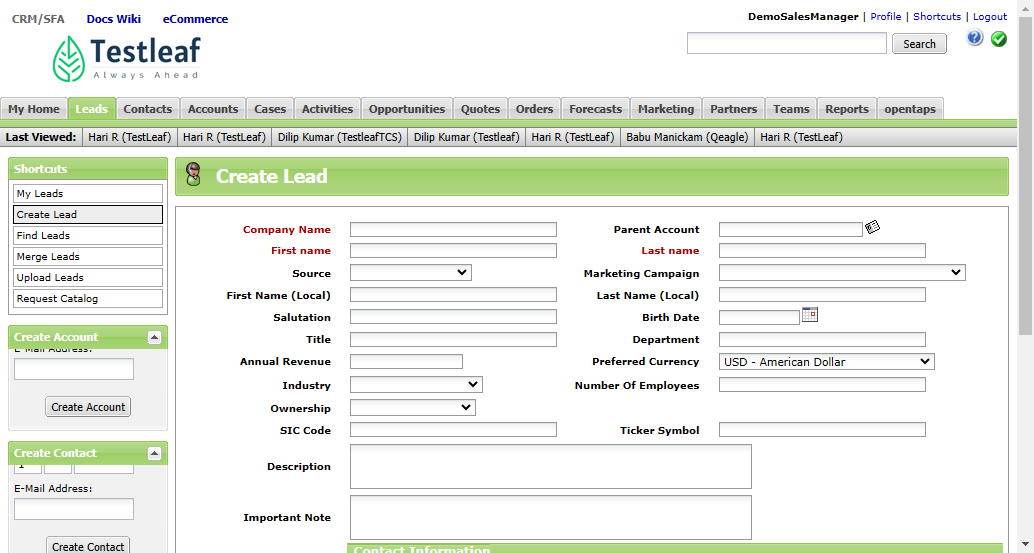 CRM/SFA Docs Wiki eCommerce
DemoSalesManager | Profile | Shortcuts | Logout
Testleaf
Always Ahead
Search
?
My Home Leads Contacts Accounts Cases Activities Opportunities Quotes Orders Forecasts Marketing Partners Teams Reports opentaps
Last Viewed: Hari R (TestLeaf) Hari R (TestLeaf) Dilip Kumar (TestleafTCS) Dilip Kumar (Testleaf) Hari R (TestLeaf) Babu Manickam (Qeagle) Hari R (TestLeaf)
Shortcuts
My Leads
Create Lead
Find Leads
Merge Leads
Upload Leads
Request Catalog
Create Account
E-Mail Address:
Create Account
Create Contact
1
E-Mail Address:
Create Contact
Create Lead
Company Name Parent Account
First name Last name
Source Marketing Campaign
First Name (Local) Last Name (Local)
Salutation Birth Date
Title Department
Annual Revenue Preferred Currency USD - American Dollar
Industry Number Of Employees
Ownership
SIC Code Ticker Symbol
Description
Important Note
Contact Information